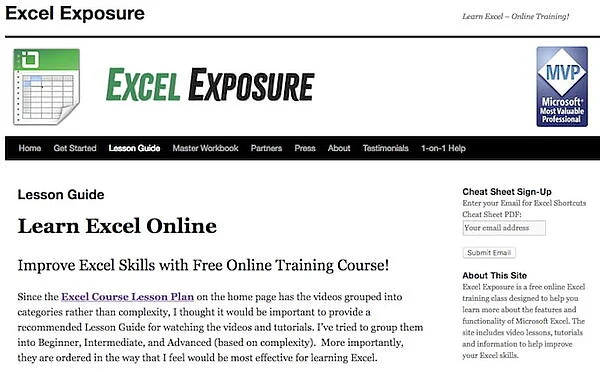 Excel Exposure
Learn Excel – Online Training!
EXCEL EXPOSURE
MVP
Microsoft®
Most Valuable
Professional
Home Get Started Lesson Guide Master Workbook Partners Press About Testimonials 1-on-1 Help
Lesson Guide
Learn Excel Online
Improve Excel Skills with Free Online Training Course!
Since the Excel Course Lesson Plan on the home page has the videos grouped into
categories rather than complexity, I thought it would be important to provide a
recommended Lesson Guide for watching the videos and tutorials. I've tried to group them
into Beginner, Intermediate, and Advanced (based on complexity). More importantly,
they are ordered in the way that I feel would be most effective for learning Excel.
Cheat Sheet Sign-Up
Enter your Email for Excel Shortcuts
Cheat Sheet PDF:
Your email address
Submit Email
About This Site
Excel Exposure is a free online Excel
training class designed to help you
learn more about the features and
functionality of Microsoft Excel. The
site includes video lessons, tutorials
and information to help improve
your Excel skills.